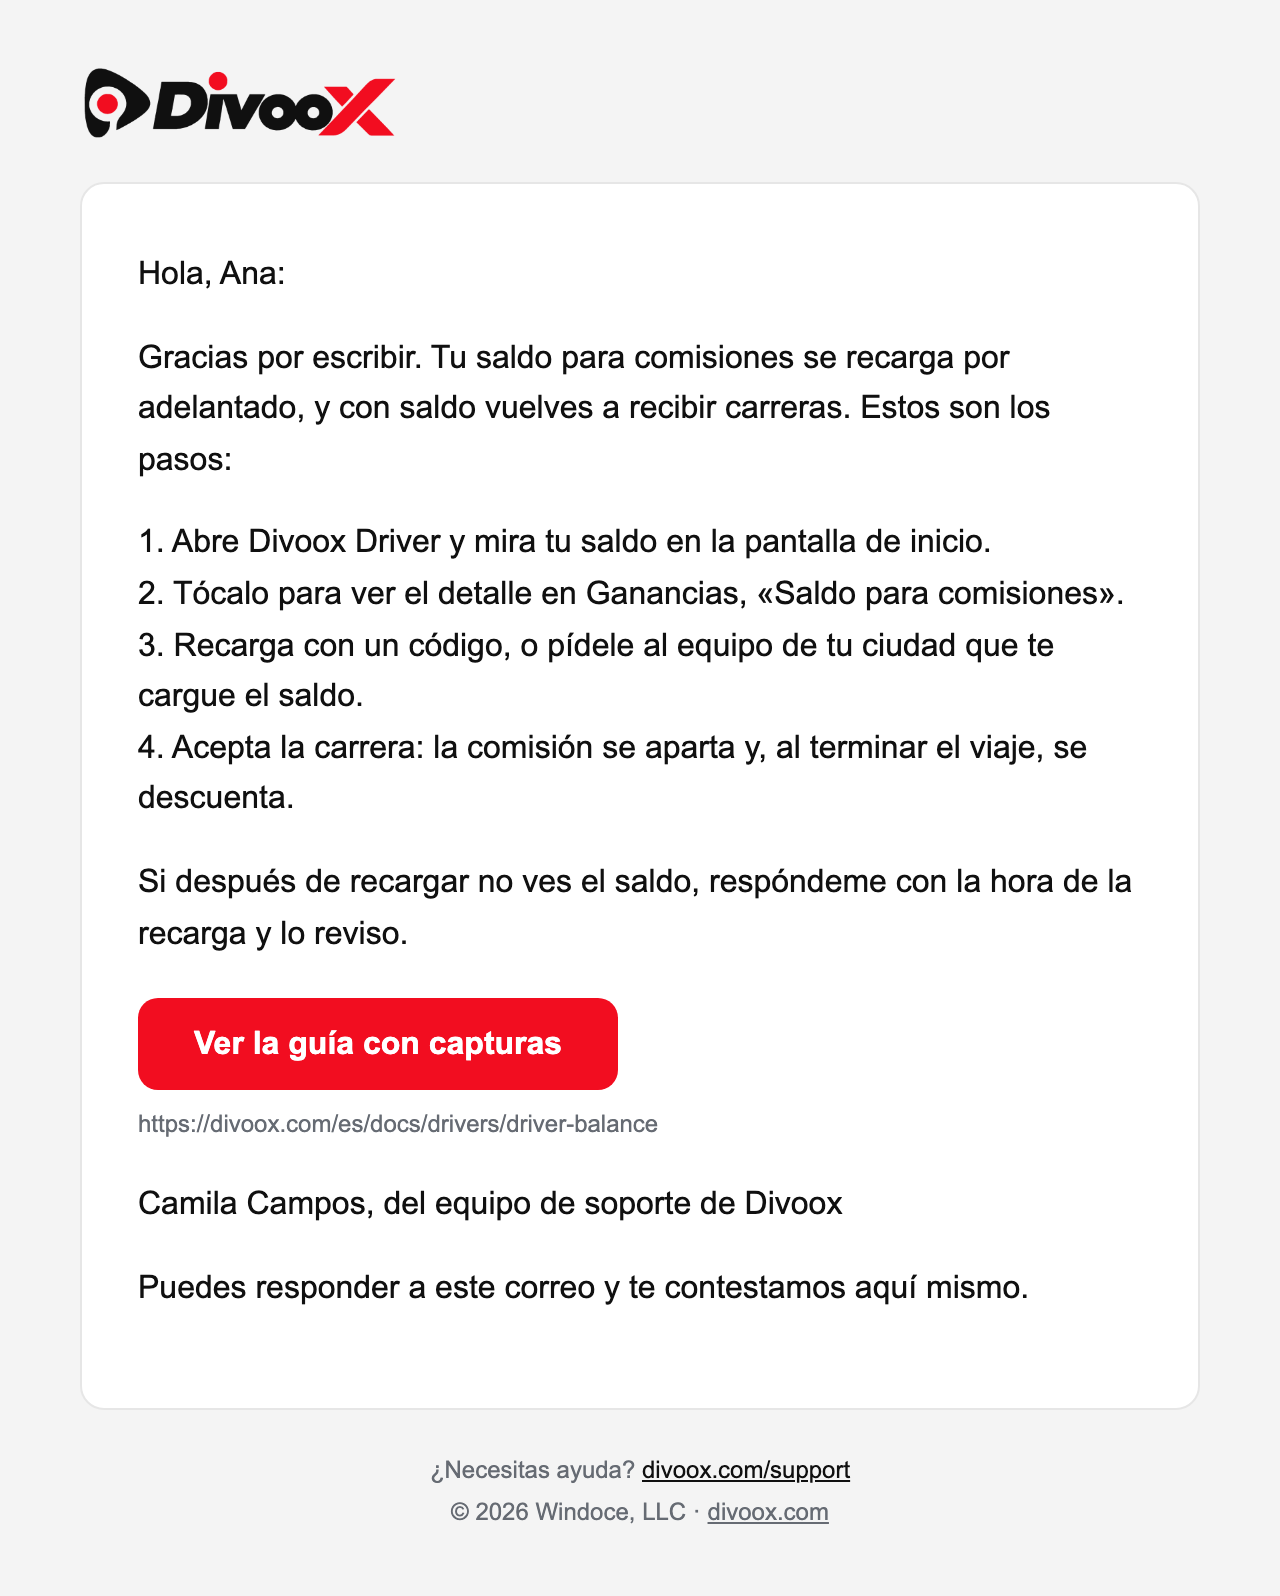 DivooX
Hola, Ana:
Gracias por escribir. Tu saldo para comisiones se recarga por
adelantado, y con saldo vuelves a recibir carreras. Estos son los
pasos:
1. Abre Divoox Driver y mira tu saldo en la pantalla de inicio.
2. Tócalo para ver el detalle en Ganancias, «Saldo para comisiones».
3. Recarga con un código, o pídele al equipo de tu ciudad que te
cargue el saldo.
4. Acepta la carrera: la comisión se aparta y, al terminar el viaje, se
descuenta.
Si después de recargar no ves el saldo, respóndeme con la hora de la
recarga y lo reviso.
Ver la guía con capturas
https://divoox.com/es/docs/drivers/driver-balance
Camila Campos, del equipo de soporte de Divoox
Puedes responder a este correo y te contestamos aquí mismo.
¿Necesitas ayuda? divoox.com/support
© 2026 Windoce, LLC · divoox.com